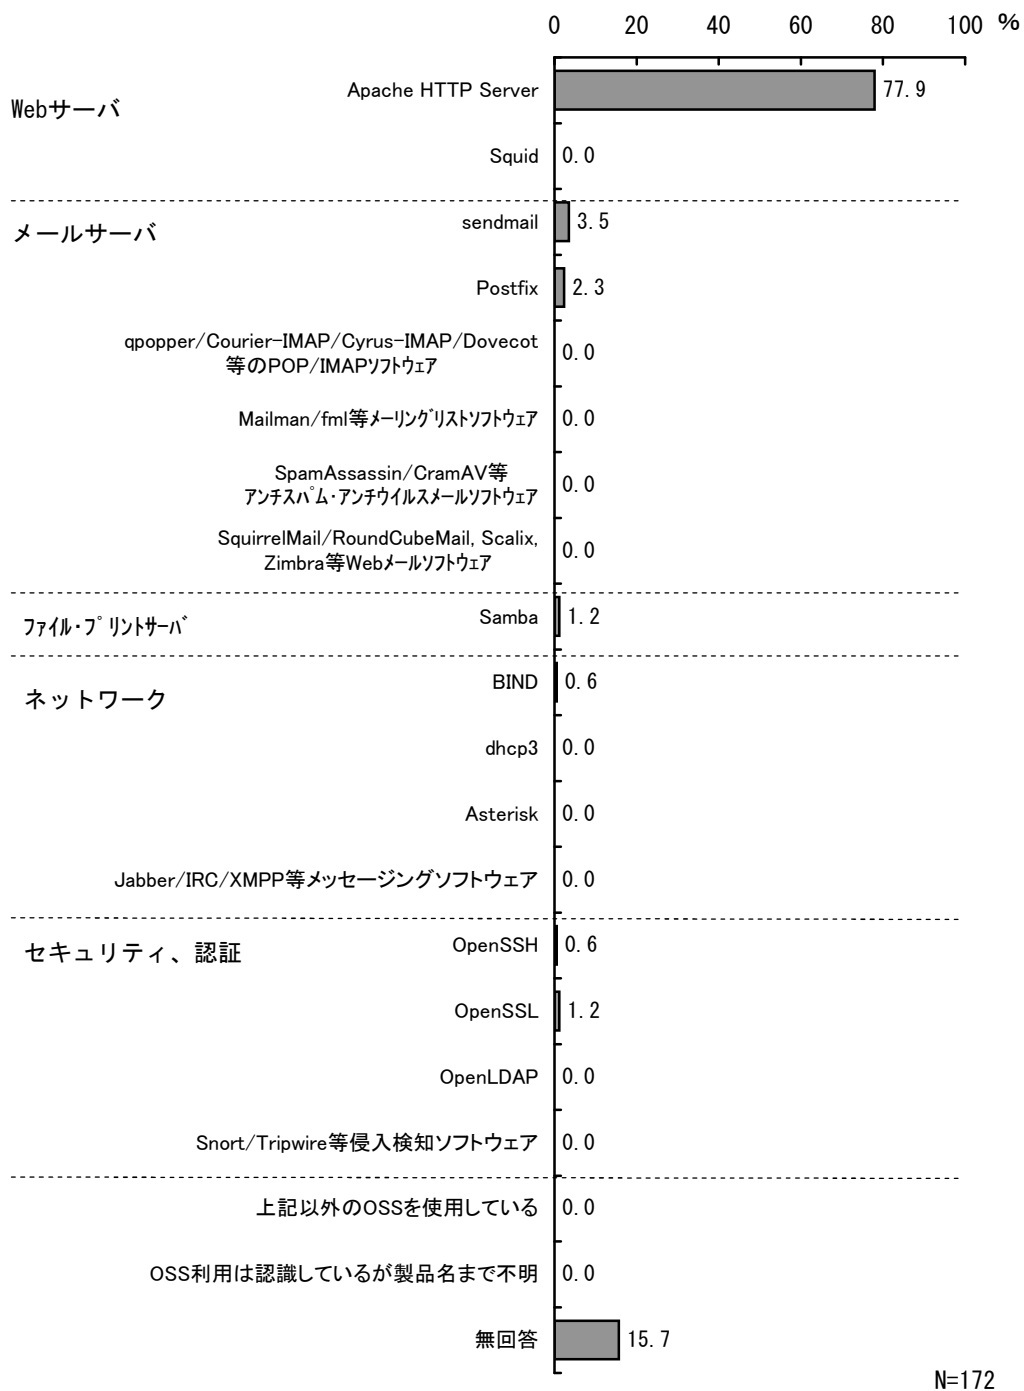 0 20 40 60 80 100 %
Webサーバ
Apache HTTP Server 77.9
Squid 0.0
メールサーバ
sendmail 3.5
Postfix 2.3
qpopper/Courier-IMAP/Cyrus-IMAP/Dovecot
等のPOP/IMAPソフトウェア 0.0
Mailman/fml等メーリングリストソフトウェア 0.0
SpamAssassin/CramAV等
アンチスパム・アンチウイルスメールソフトウェア 0.0
SquirrelMail/RoundCubeMail, Scalix,
Zimbra等Webメールソフトウェア 0.0
ファイル・プリントサーバ
Samba 1.2
ネットワーク
BIND 0.6
dhcp3 0.0
Asterisk 0.0
Jabber/IRC/XMPP等メッセージングソフトウェア 0.0
セキュリティ、認証
OpenSSH 0.6
OpenSSL 1.2
OpenLDAP 0.0
Snort/Tripwire等侵入検知ソフトウェア 0.0
上記以外のOSSを使用している 0.0
OSS利用は認識しているが製品名まで不明 0.0
無回答 15.7
N=172